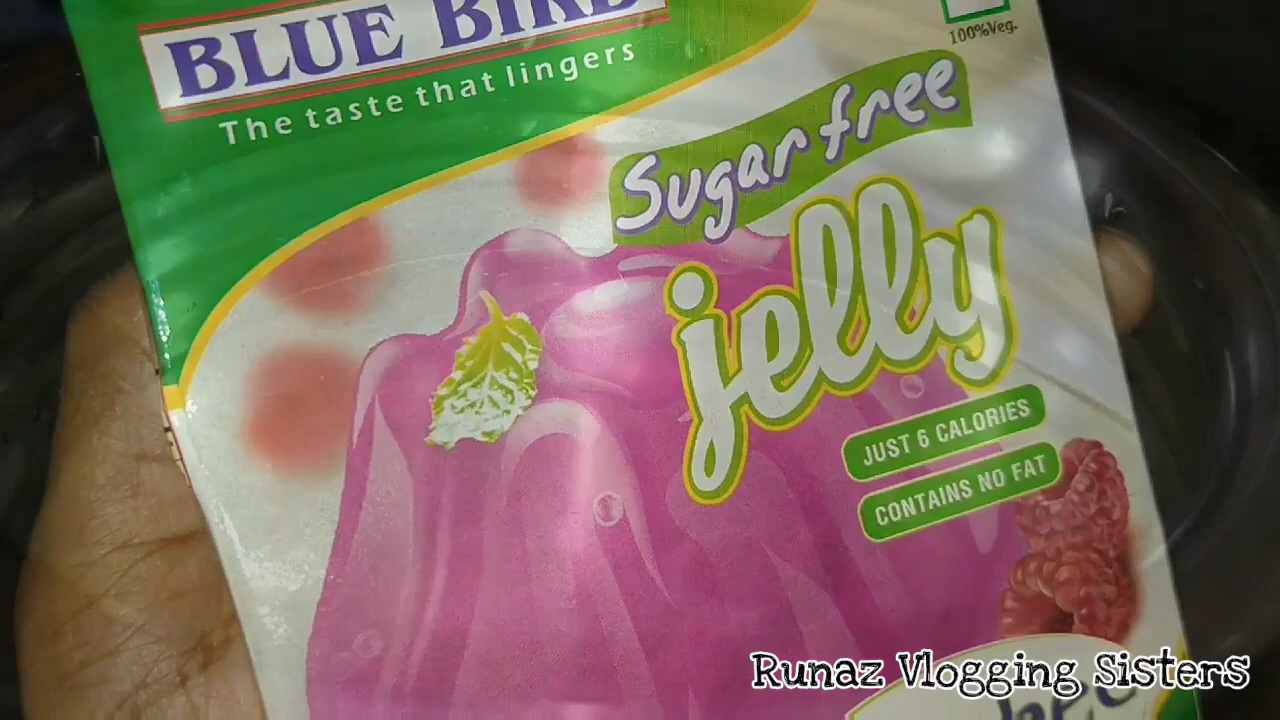 BLUE BIRD
The taste that lingers
100%Veg.
Sugar free
jelly
JUST 6 CALORIES
CONTAINS NO FAT
Runaz Vlogging Sisters